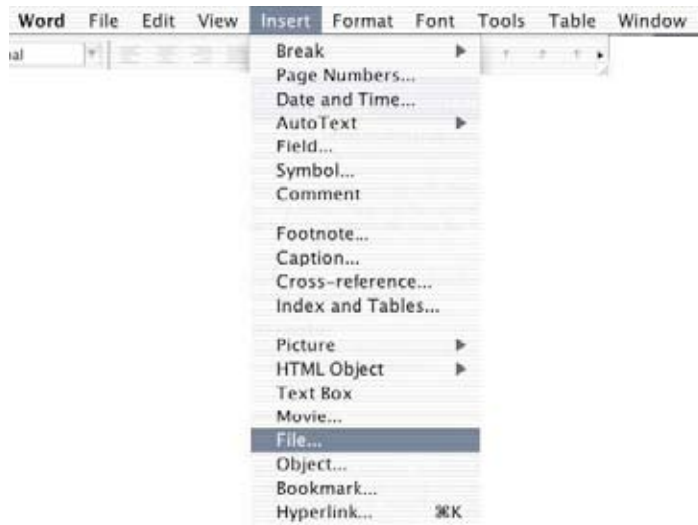 Word File Edit View Insert Format Font Tools Table Window
al
Break
Page Numbers...
Date and Time...
AutoText
Field...
Symbol...
Comment
Footnote...
Caption...
Cross-reference...
Index and Tables...
Picture
HTML Object
Text Box
Movie...
File...
Object...
Bookmark...
Hyperlink... ⌘K